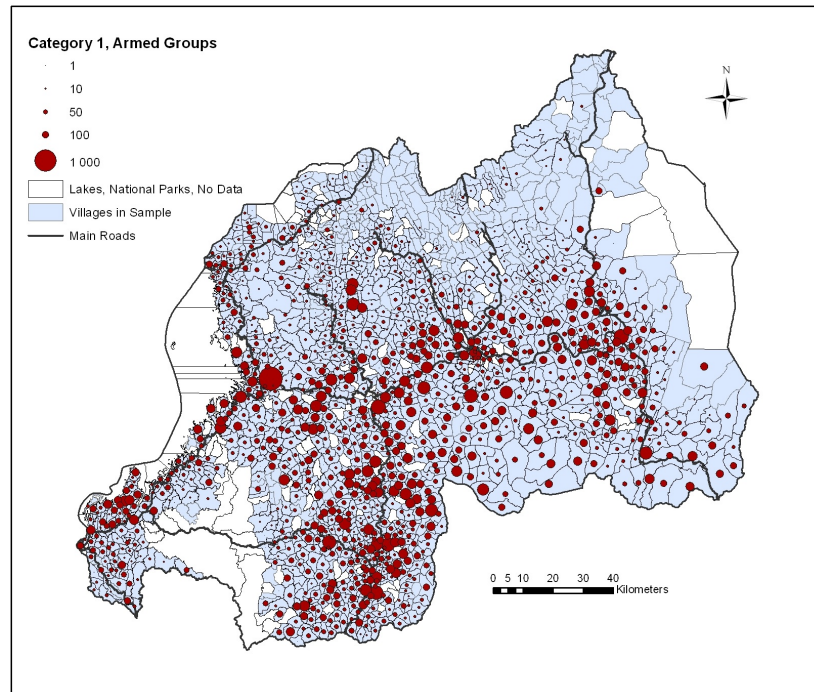 Category 1, Armed Groups
1
10
50
100
1 000
Lakes, National Parks, No Data
Villages in Sample
Main Roads
N
0 5 10 20 30 40
Kilometers